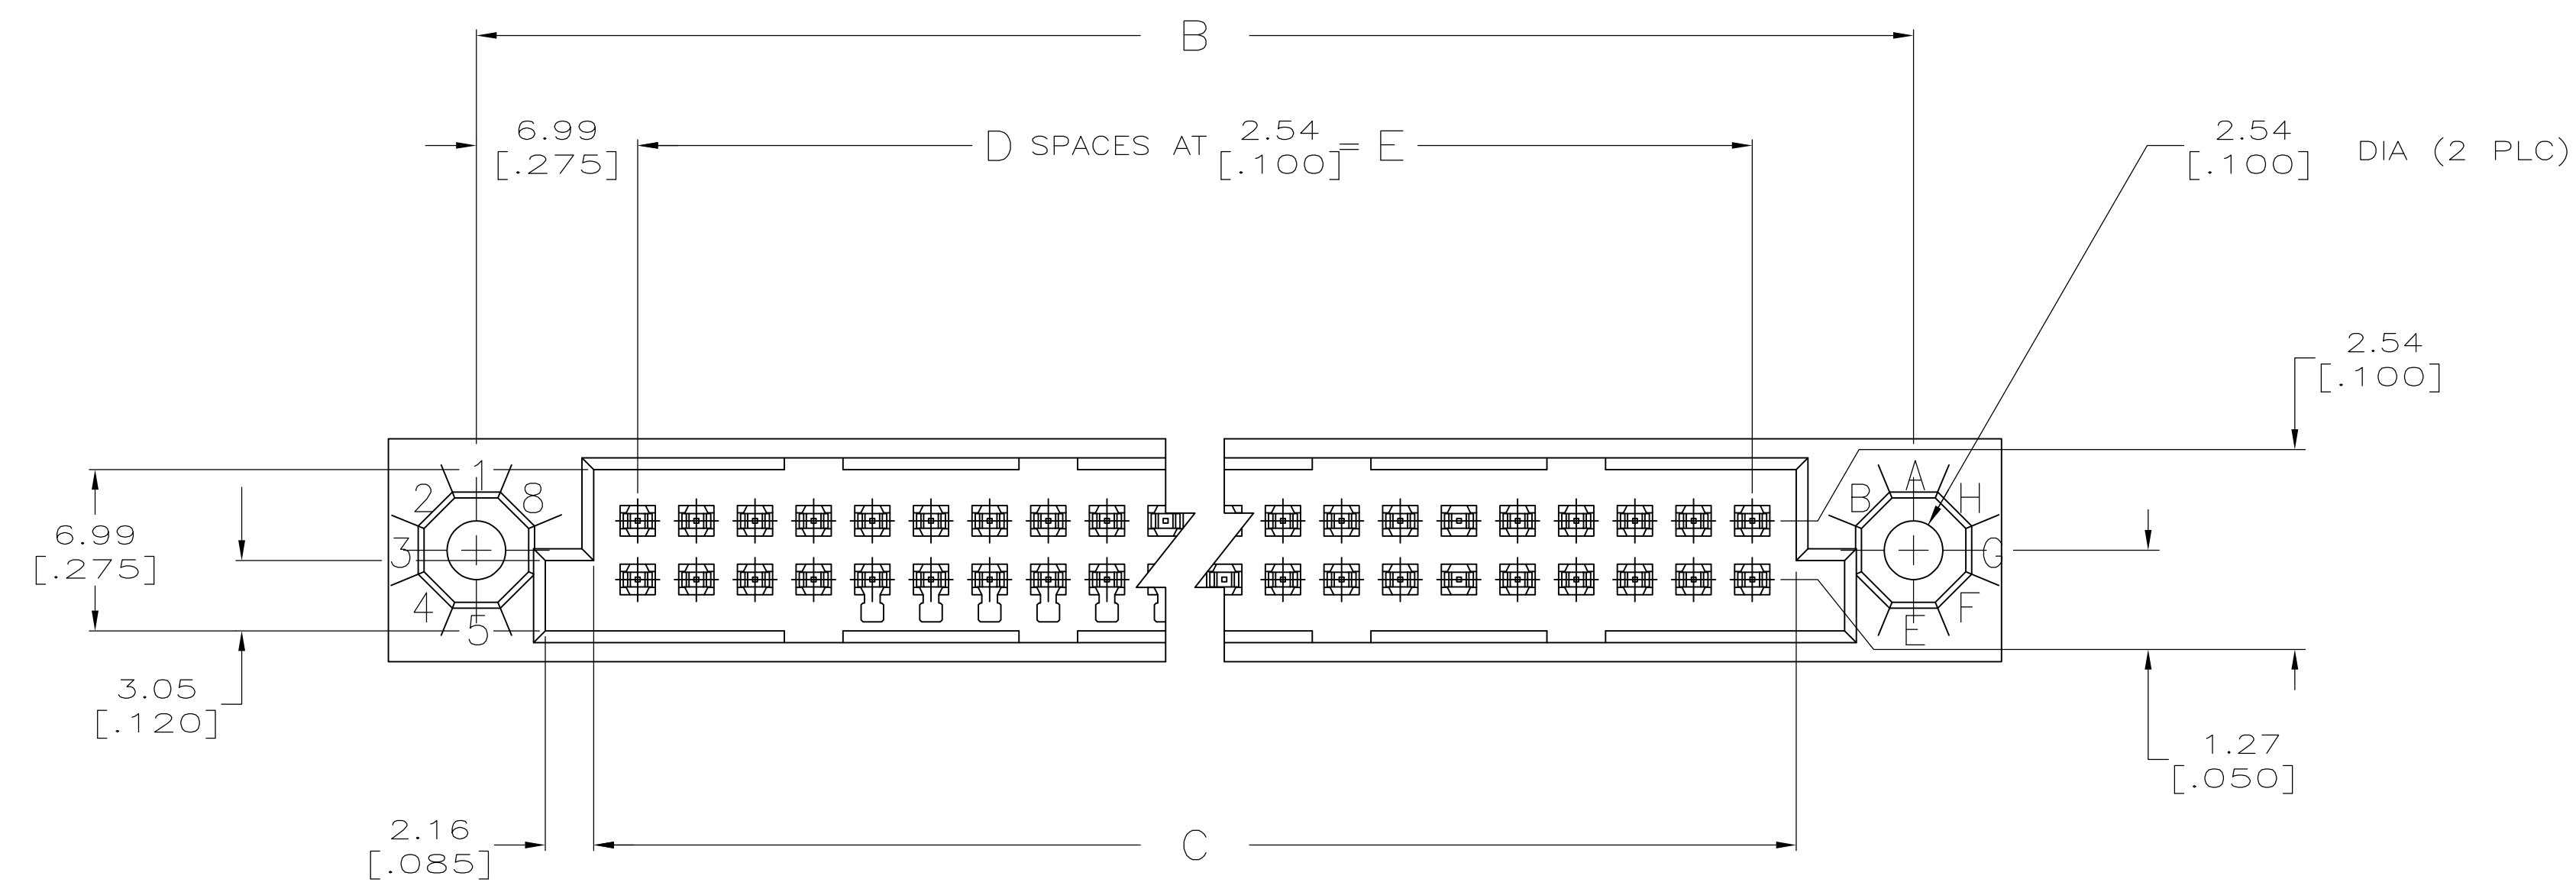 B
6.99
[.275]
D SPACES AT 2.54 = E
[.100]
2.54
[.100] DIA (2 PLC)
2.54
[.100]
1
2 8
3
4
5
A
B H
G
F
E
6.99
[.275]
3.05
[.120]
1.27
[.050]
2.16
[.085]
C